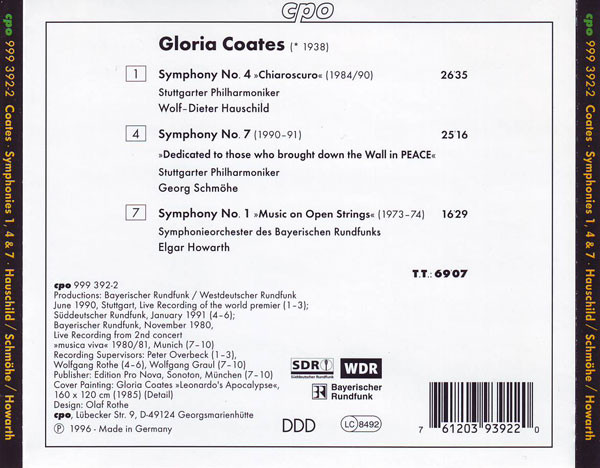 cpo
Gloria Coates (* 1938)
1 Symphony No. 4 »Chiaroscuro« (1984/90) 26'35
Stuttgarter Philharmoniker
Wolf-Dieter Hauschild
4 Symphony No. 7 (1990-91) 25'16
»Dedicated to those who brought down the Wall in PEACE«
Stuttgarter Philharmoniker
Georg Schmöhe
7 Symphony No. 1 »Music on Open Strings« (1973-74) 16'29
Symphonieorchester des Bayerischen Rundfunks
Elgar Howarth
T.T.: 69'07
cpo 999 392-2
Productions: Bayerischer Rundfunk / Westdeutscher Rundfunk
June 1990, Stuttgart, Live Recording of the world premier (1-3);
Süddeutscher Rundfunk, January 1991 (4-6);
Bayerischer Rundfunk, November 1980,
Live Recording from 2nd concert
»musica viva« 1980/81, Munich (7-10)
Recording Supervisors: Peter Overbeck (1-3),
Wolfgang Rothe (4-6), Wolfgang Graul (7-10)
Publisher: Edition Pro Nova, Sonoton, München (7-10)
Cover Painting: Gloria Coates »Leonardo's Apocalypse«,
160 x 120 cm (1985) (Detail)
Design: Olaf Rothe
cpo, Lübecker Str. 9, D-49124 Georgsmarienhütte
℗ 1996 - Made in Germany
SDR
Süddeutscher Rundfunk
WDR
Bayerischer
Rundfunk
DDD
LC 8492
7 61203 93922 0
cpo 999 392-2 Coates · Symphonies 1, 4 & 7 · Hauschild / Schmöhe / Howarth
cpo 999 392-2 Coates · Symphonies 1, 4 & 7 · Hauschild / Schmöhe / Howarth